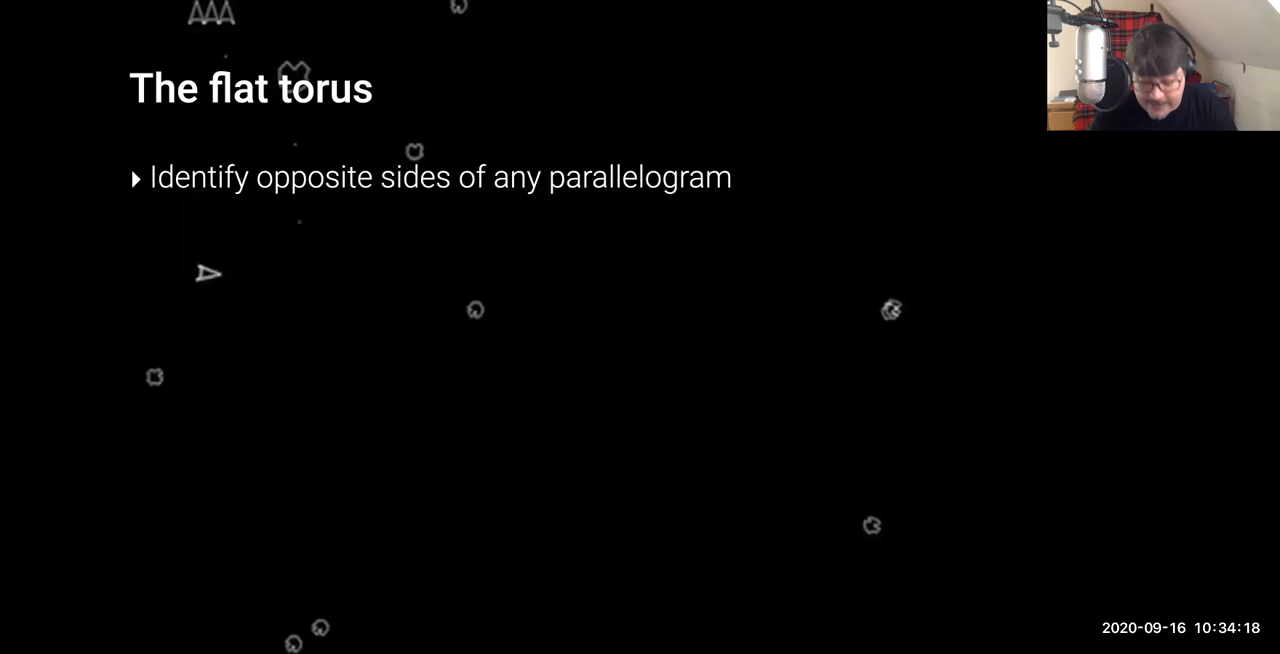 The flat torus
Identify opposite sides of any parallelogram
2020-09-16 10:34:18